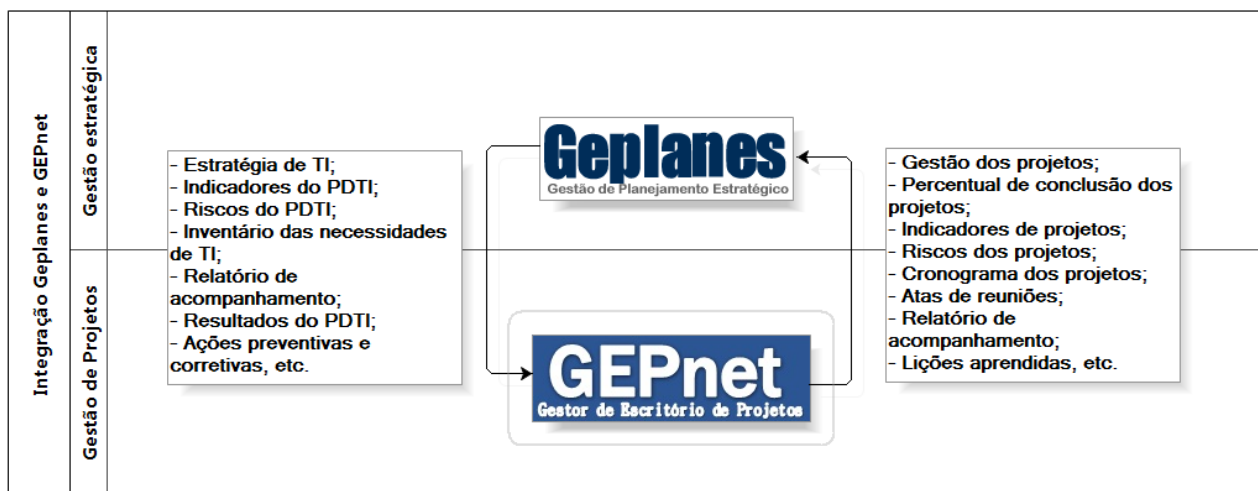 Integração Geplanes e GEPnet
Gestão estratégica
Gestão de Projetos
- Estratégia de TI;
- Indicadores do PDTI;
- Riscos do PDTI;
- Inventário das necessidades
de TI;
- Relatório de
acompanhamento;
- Resultados do PDTI;
- Ações preventivas e
corretivas, etc.
Geplanes
Gestão de Planejamento Estratégico
GEPnet
Gestor de Escritório de Projetos
- Gestão dos projetos;
- Percentual de conclusão dos
projetos;
- Indicadores de projetos;
- Riscos dos projetos;
- Cronograma dos projetos;
- Atas de reuniões;
- Relatório de
acompanhamento;
- Lições aprendidas, etc.